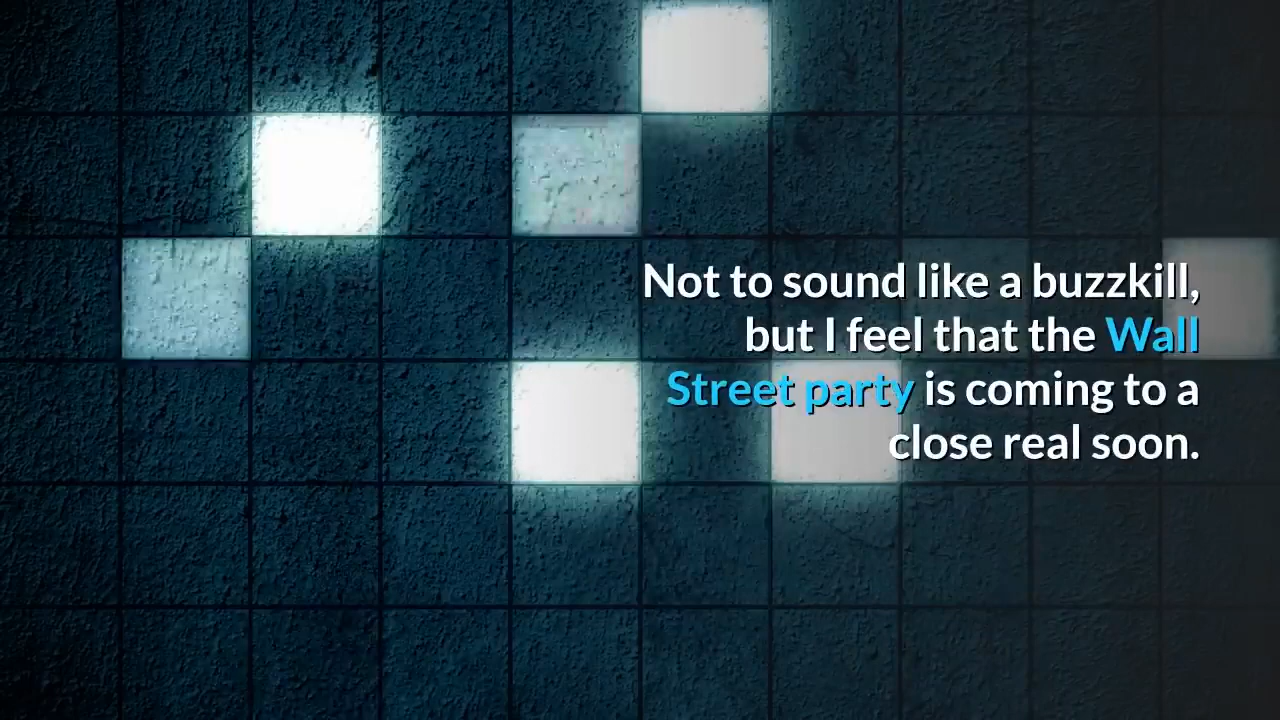 Not to sound like a buzzkill,
but I feel that the Wall
Street party is coming to a
close real soon.